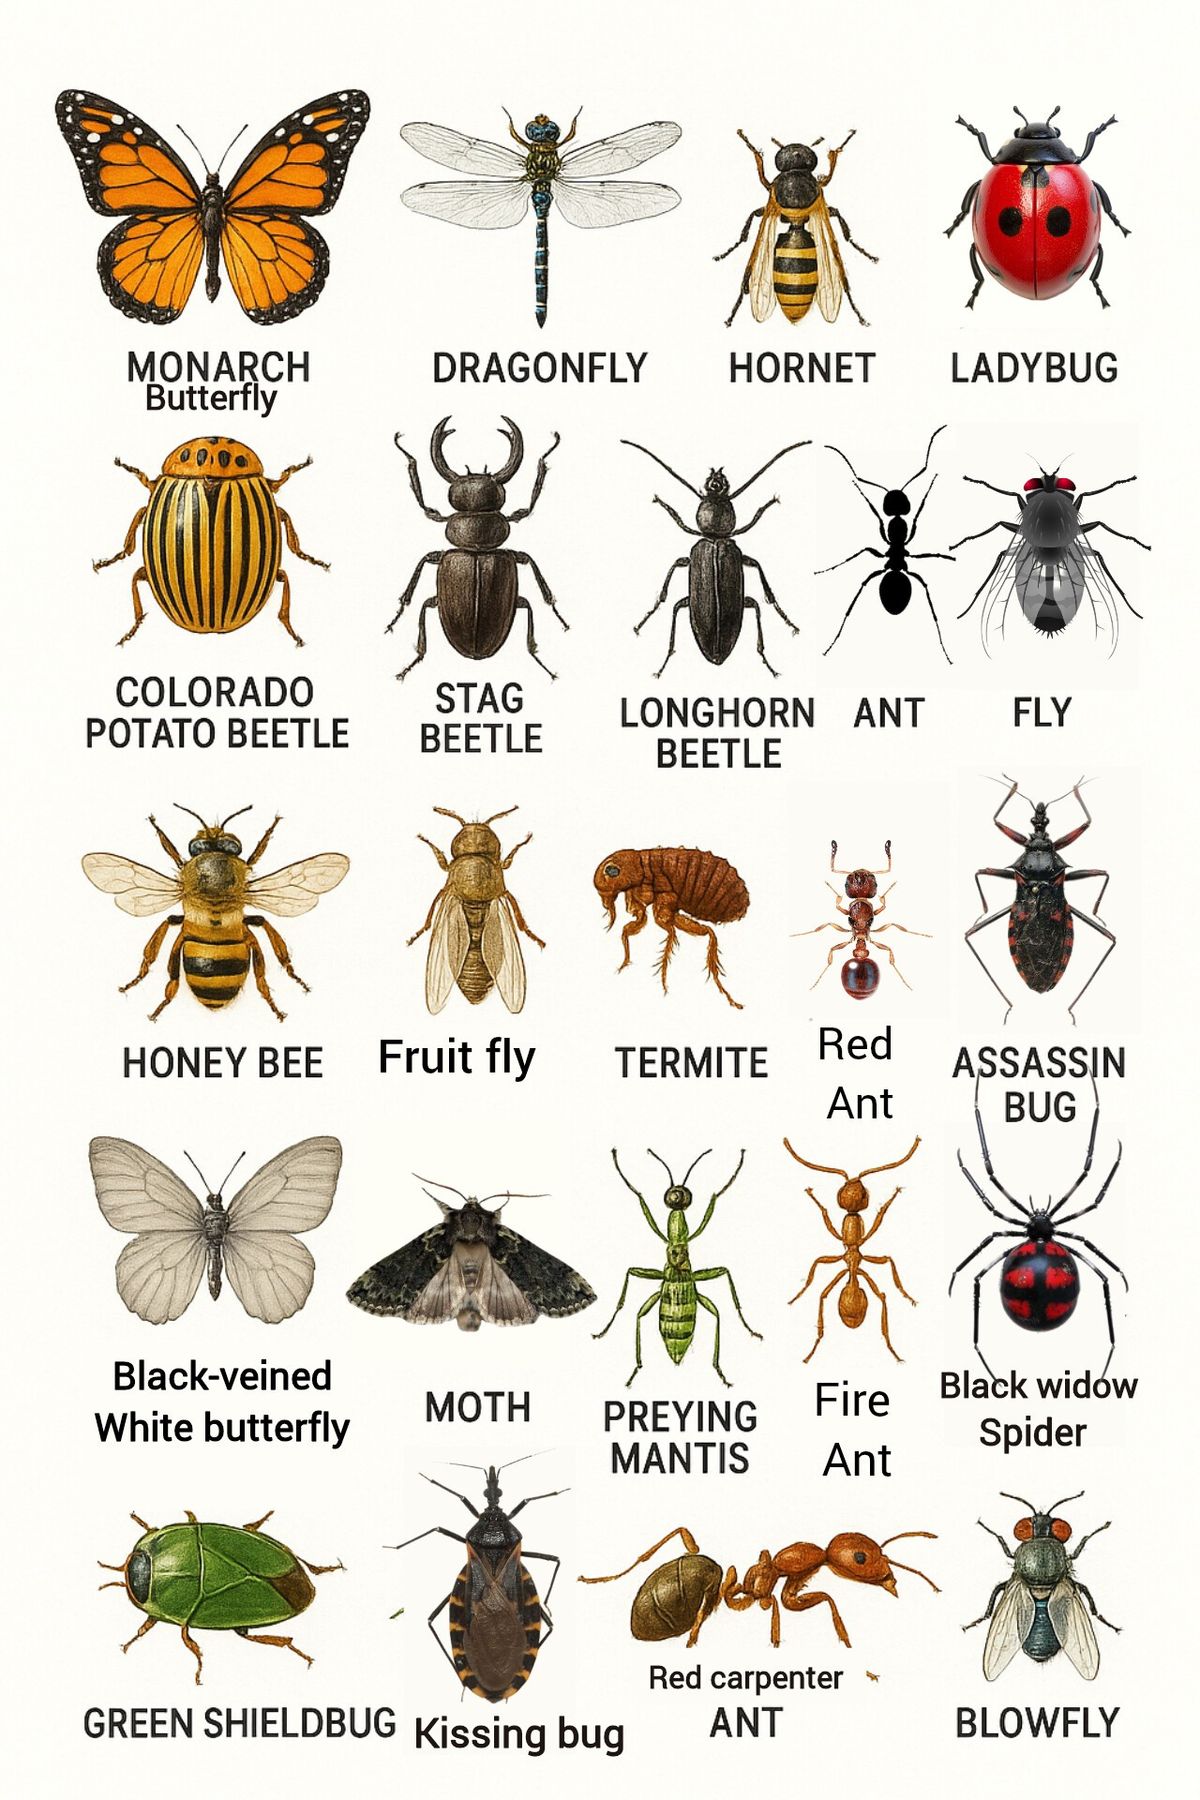 MONARCH
Butterfly
DRAGONFLY
HORNET
LADYBUG
COLORADO
POTATO BEETLE
STAG
BEETLE
LONGHORN
BEETLE
ANT
FLY
HONEY BEE
Fruit fly
TERMITE
Red
Ant
ASSASSIN
BUG
Black-veined
White butterfly
MOTH
PREYING
MANTIS
Fire
Ant
Black widow
Spider
GREEN SHIELDBUG
Kissing bug
Red carpenter
ANT
BLOWFLY